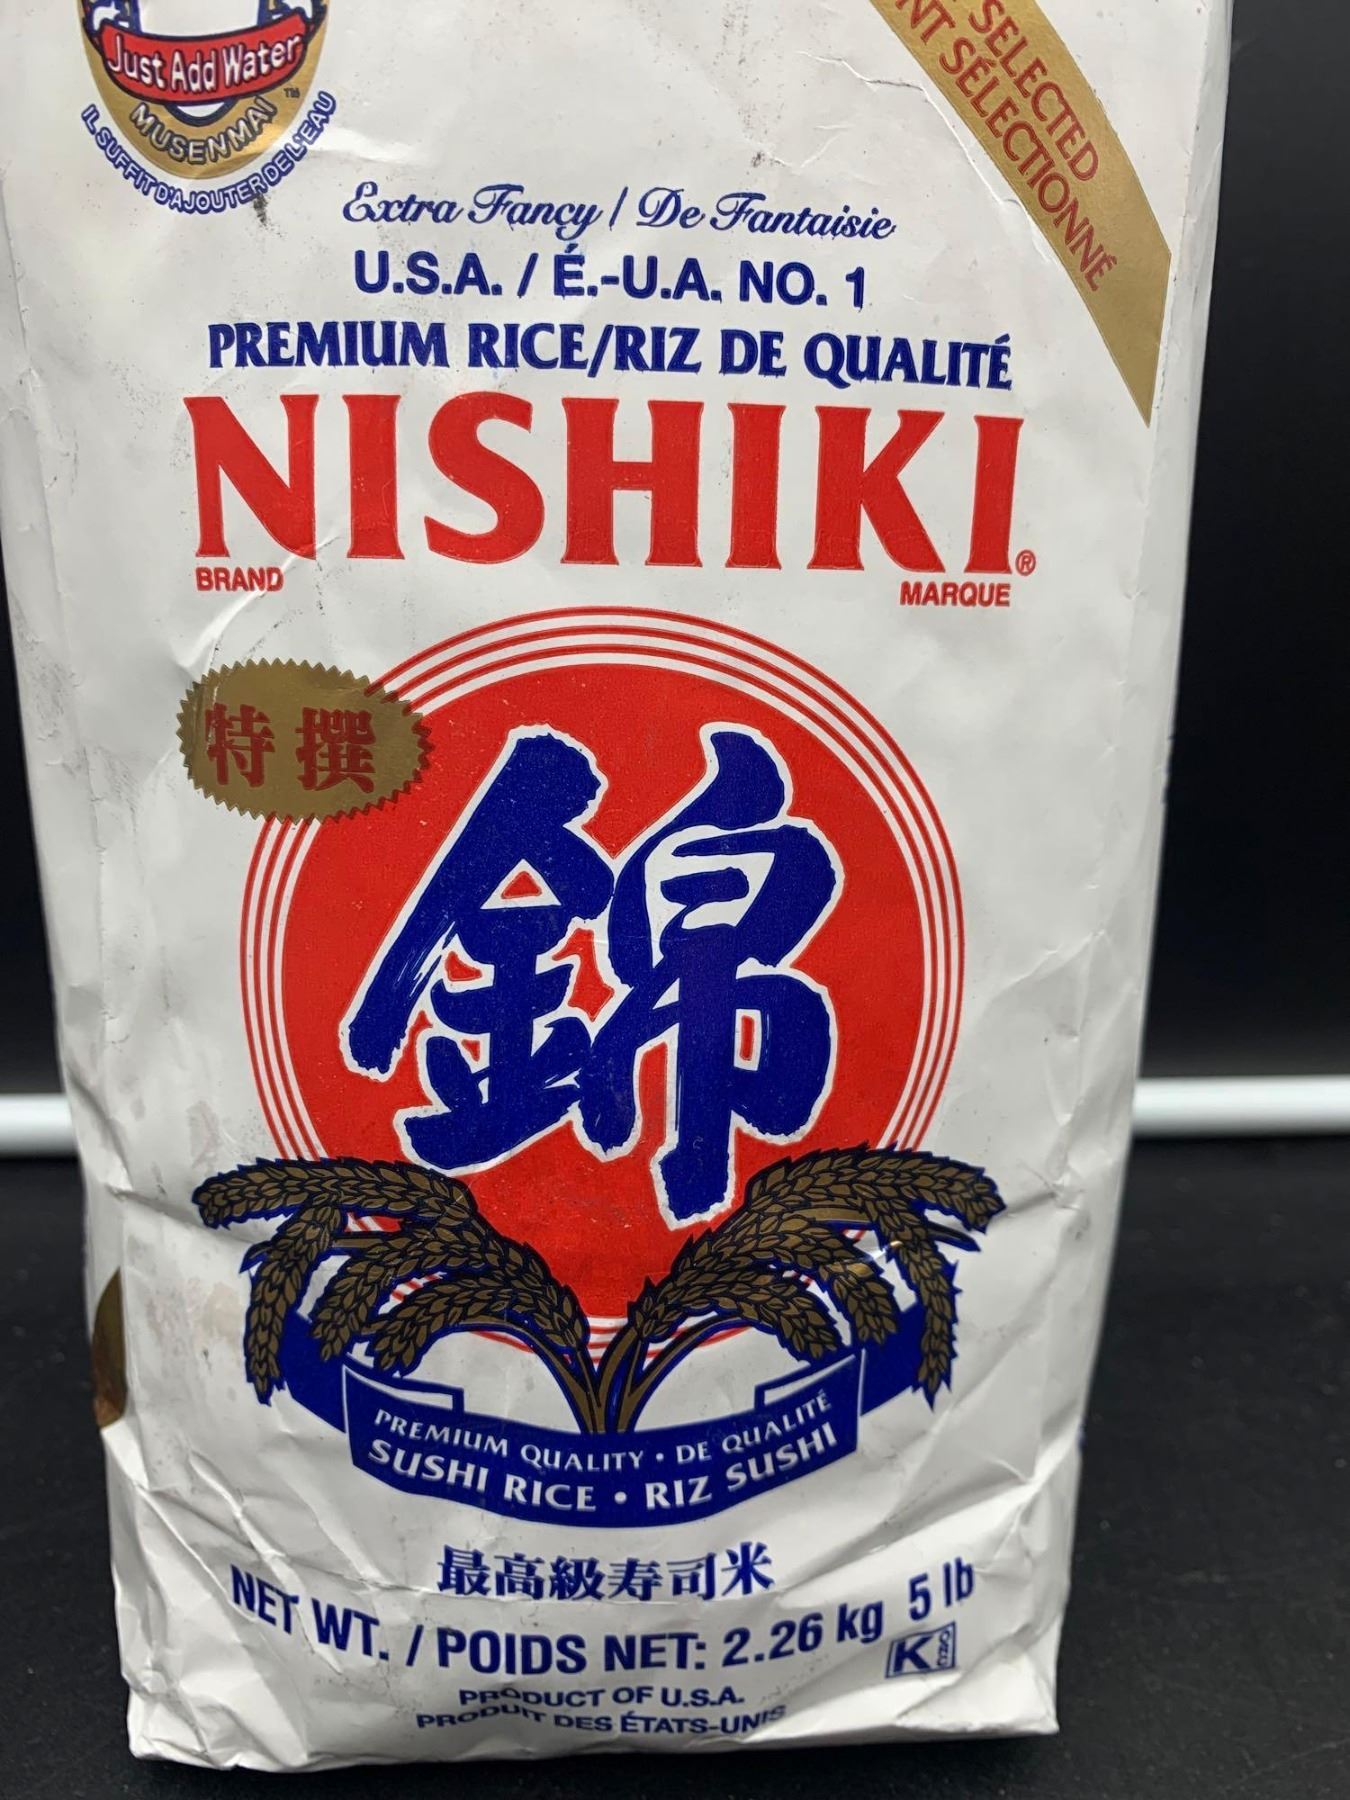 Just Add Water
MUSENMAI™
IL SUFFIT D'AJOUTER DE L'EAU
SELECTED
NT SÉLECTIONNÉ
Extra Fancy / De Fantaisie
U.S.A. / É.-U.A. NO. 1
PREMIUM RICE/RIZ DE QUALITÉ
NISHIKI®
BRAND MARQUE
特撰
錦
PREMIUM QUALITY • DE QUALITÉ
SUSHI RICE • RIZ SUSHI
最高級寿司米
NET WT. / POIDS NET: 2.26 kg 5 lb
K
PRODUCT OF U.S.A.
PRODUIT DES ÉTATS-UNIS